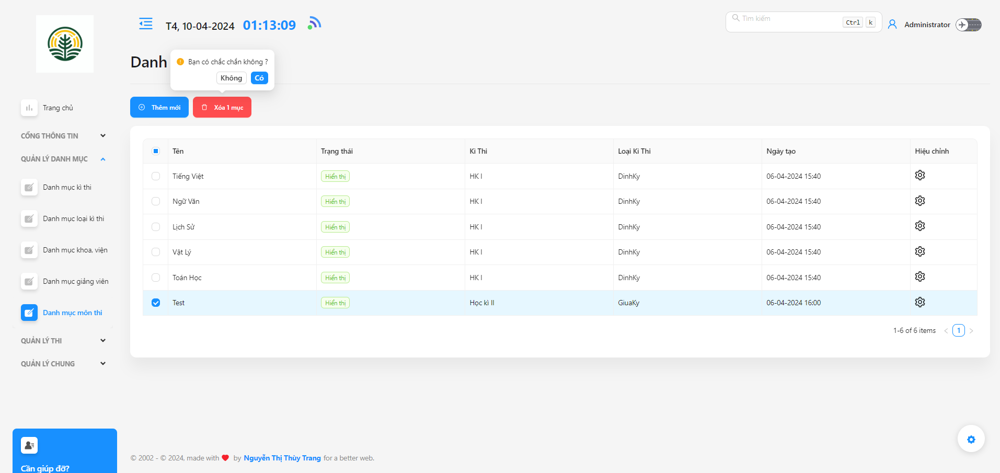 T4, 10-04-2024 01:13:09
Tìm kiếm Ctrl k
Administrator
Danh
Bạn có chắc chắn không ?
Không Có
Thêm mới Xóa 1 mục
Trang chủ
CỔNG THÔNG TIN
QUẢN LÝ DANH MỤC
Danh mục kì thi
Danh mục loại kì thi
Danh mục khoa, viện
Danh mục giảng viên
Danh mục môn thi
QUẢN LÝ THI
QUẢN LÝ CHUNG
Cần giúp đỡ?
Tên Trạng thái Kì Thi Loại Kì Thi Ngày tạo Hiệu chỉnh
Tiếng Việt Hiển thị HK I DinhKy 06-04-2024 15:40
Ngữ Văn Hiển thị HK I DinhKy 06-04-2024 15:40
Lịch Sử Hiển thị HK I DinhKy 06-04-2024 15:40
Vật Lý Hiển thị HK I DinhKy 06-04-2024 15:40
Toán Học Hiển thị HK I DinhKy 06-04-2024 15:40
Test Hiển thị Học kì II GiuaKy 06-04-2024 16:00
1-6 of 6 items 1
© 2002 - © 2024, made with by Nguyễn Thị Thùy Trang for a better web.